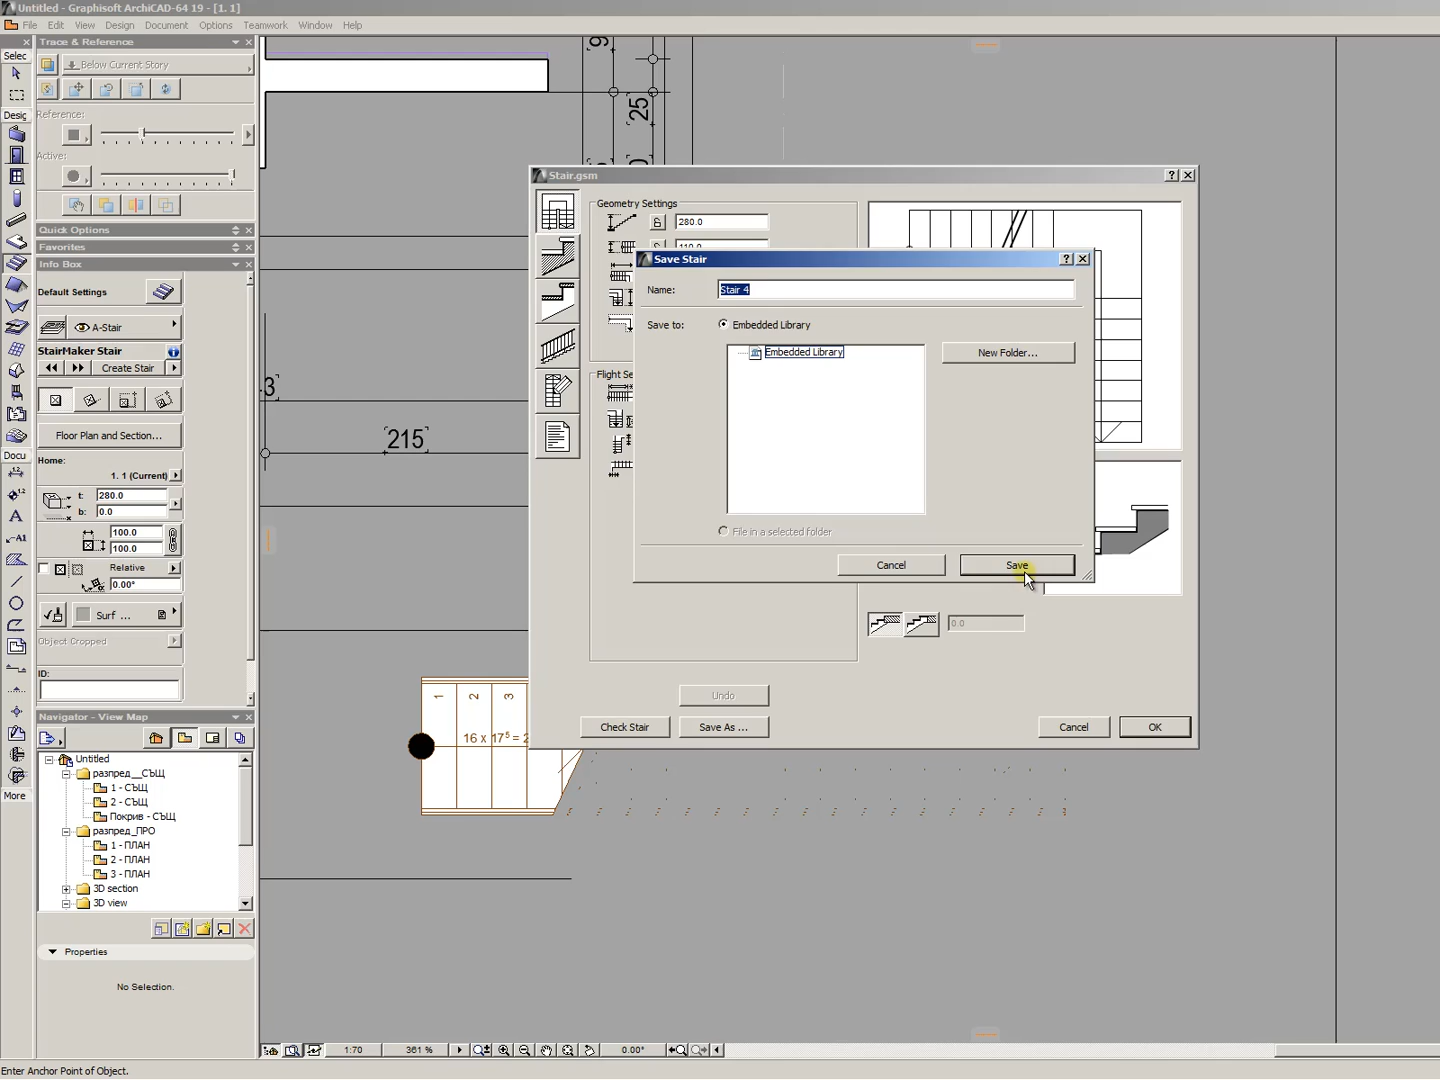 Untitled - Graphisoft ArchiCAD-64 19 - [1. 1]
File Edit View Design Document Options Teamwork Window Help
Selec
Trace & Reference
Below Current Story
Desig
Reference:
Active:
Quick Options
Favorites
Info Box
Default Settings
A-Stair
StairMaker Stair
Create Stair
Floor Plan and Section...
Home:
1. 1 (Current)
t: 280.0
b: 0.0
100.0
100.0
Relative
0.00°
Surf ...
Object Cropped
ID:
Docu
More
Navigator - View Map
Untitled
разпред__СЪЩ
1 - СЪЩ
2 - СЪЩ
Покрив - СЪЩ
разпред_ПРО
1 - ПЛАН
2 - ПЛАН
3 - ПЛАН
3D section
3D view
Properties
No Selection.
25
215
1 2 3
16 x 17⁵ = 2
Stair.gsm
Geometry Settings
280.0
110.0
Flight Se
0.0
Undo
Check Stair
Save As ...
Cancel
OK
Save Stair
Name: Stair 4
Save to: Embedded Library
Embedded Library
New Folder...
File in a selected folder
Cancel
Save
1:70 361 % 0.00°
Enter Anchor Point of Object.